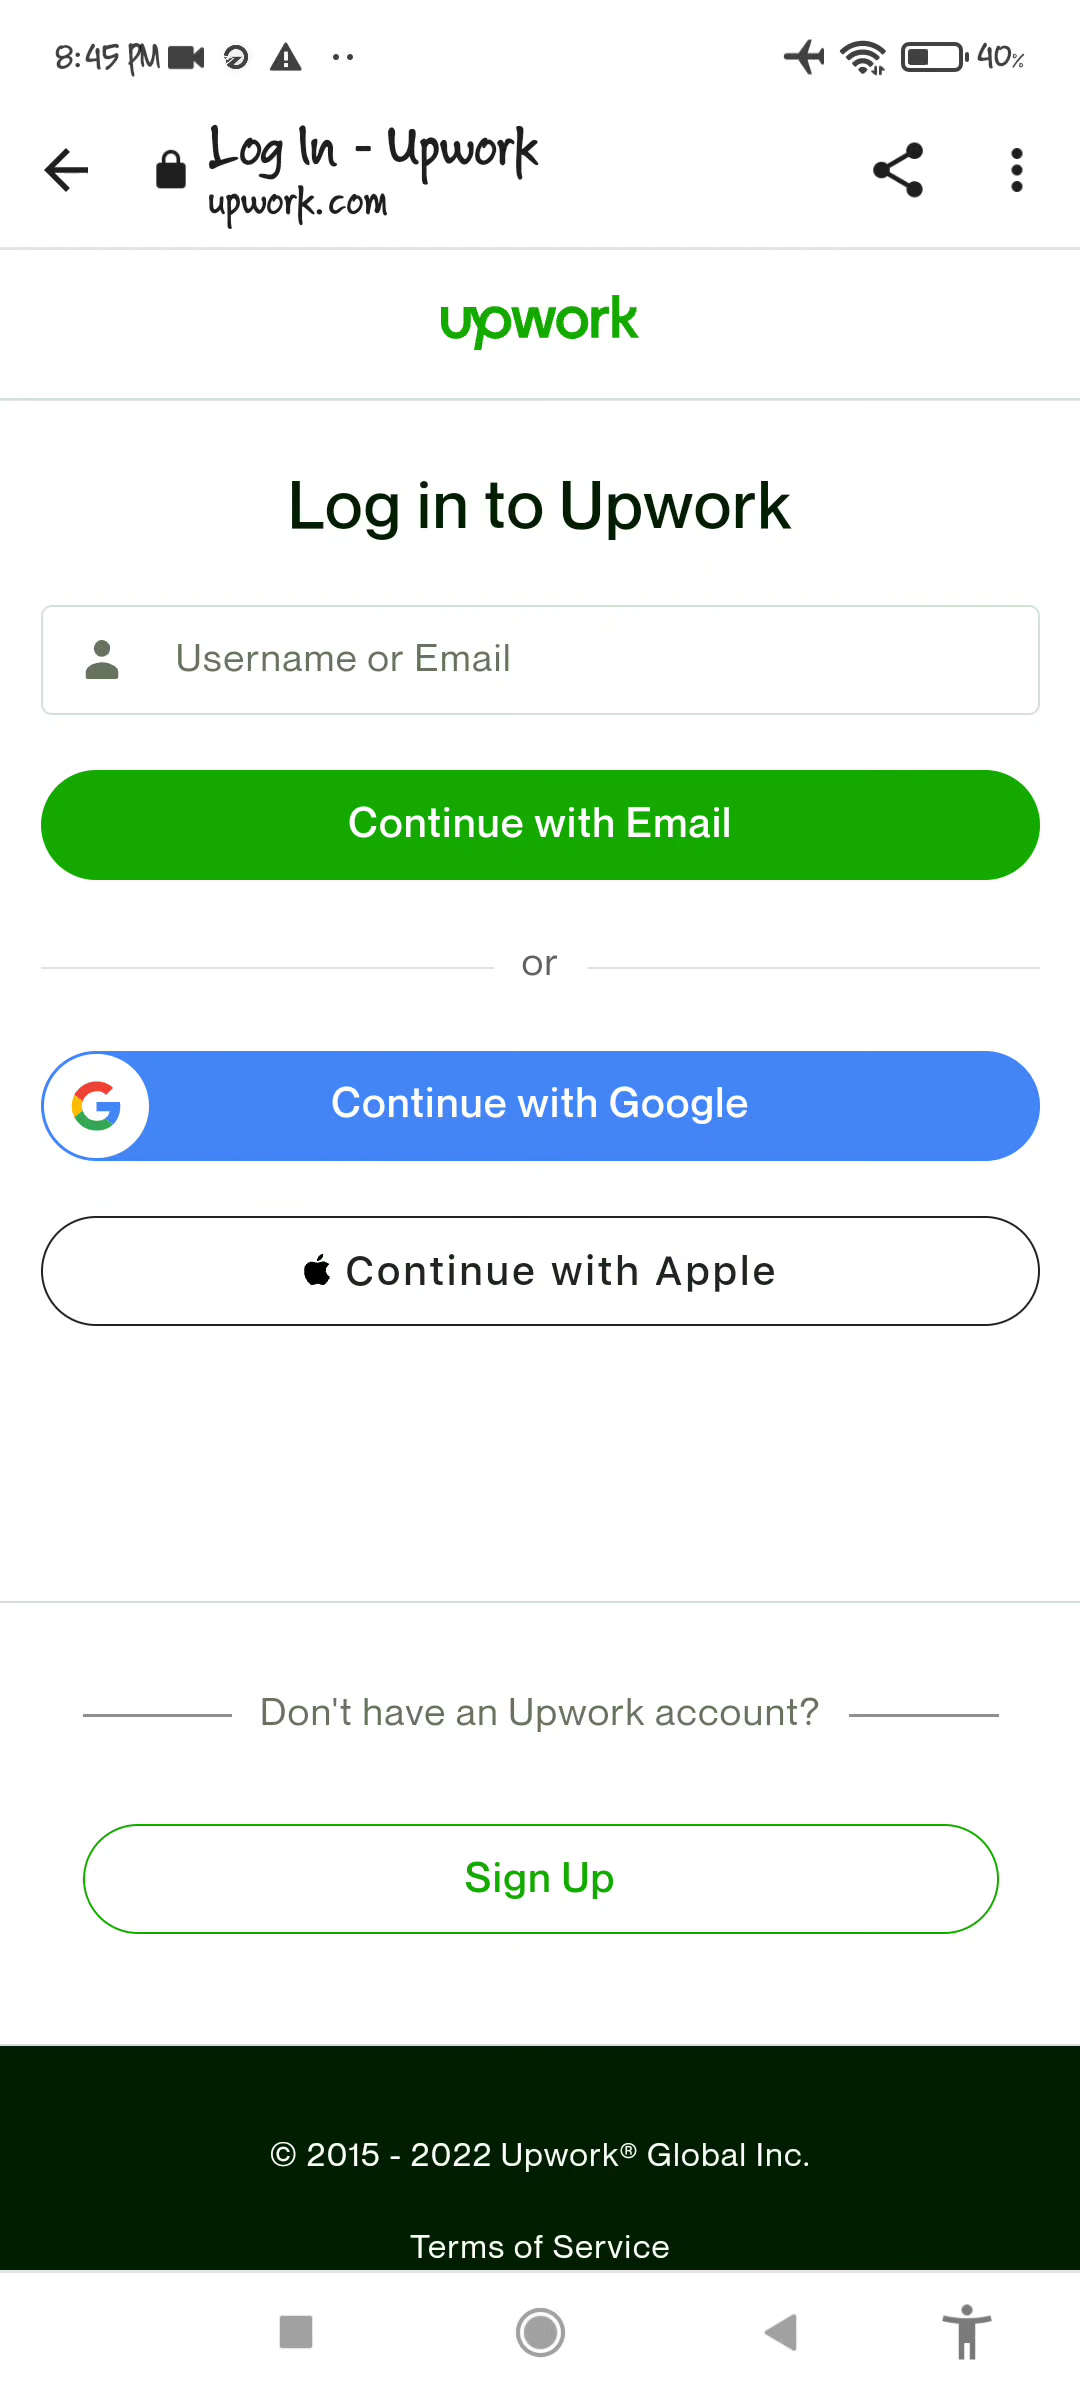 8:45 PM
40%
Log In - Upwork
upwork.com
upwork
Log in to Upwork
Username or Email
Continue with Email
or
Continue with Google
Continue with Apple
Don't have an Upwork account?
Sign Up
© 2015 - 2022 Upwork® Global Inc.
Terms of Service